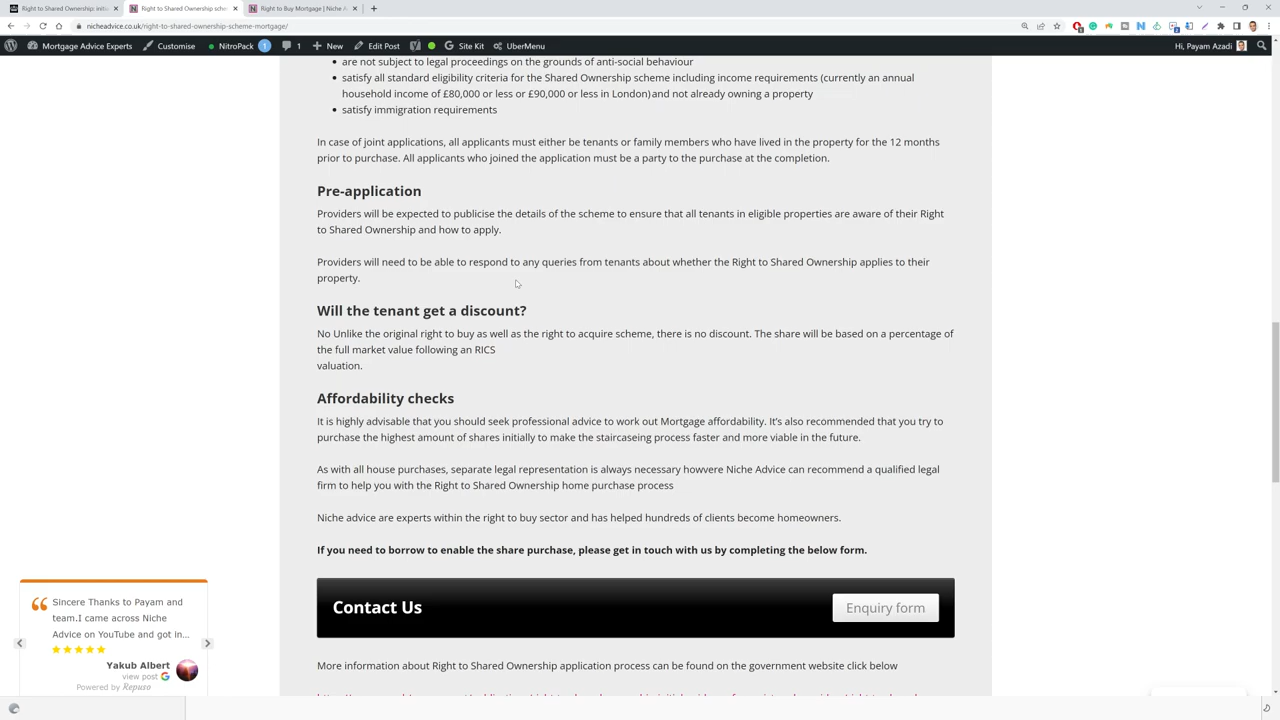 Right to Shared Ownership: initia
Right to Shared Ownership sche
Right to Buy Mortgage | Niche A
nicheadvice.co.uk/right-to-shared-ownership-scheme-mortgage/
Mortgage Advice Experts Customise NitroPack 1 1 New Edit Post Site Kit UberMenu Hi, Payam Azadi
are not subject to legal proceedings on the grounds of anti-social behaviour
satisfy all standard eligibility criteria for the Shared Ownership scheme including income requirements (currently an annual
household income of £80,000 or less or £90,000 or less in London) and not already owning a property
satisfy immigration requirements
In case of joint applications, all applicants must either be tenants or family members who have lived in the property for the 12 months
prior to purchase. All applicants who joined the application must be a party to the purchase at the completion.
Pre-application
Providers will be expected to publicise the details of the scheme to ensure that all tenants in eligible properties are aware of their Right
to Shared Ownership and how to apply.
Providers will need to be able to respond to any queries from tenants about whether the Right to Shared Ownership applies to their
property.
Will the tenant get a discount?
No Unlike the original right to buy as well as the right to acquire scheme, there is no discount. The share will be based on a percentage of
the full market value following an RICS
valuation.
Affordability checks
It is highly advisable that you should seek professional advice to work out Mortgage affordability. It's also recommended that you try to
purchase the highest amount of shares initially to make the staircaseing process faster and more viable in the future.
As with all house purchases, separate legal representation is always necessary howvere Niche Advice can recommend a qualified legal
firm to help you with the Right to Shared Ownership home purchase process
Niche advice are experts within the right to buy sector and has helped hundreds of clients become homeowners.
If you need to borrow to enable the share purchase, please get in touch with us by completing the below form.
Contact Us Enquiry form
More information about Right to Shared Ownership application process can be found on the government website click below
Sincere Thanks to Payam and
team.I came across Niche
Advice on YouTube and got in...
Yakub Albert
view post
Powered by Repuso